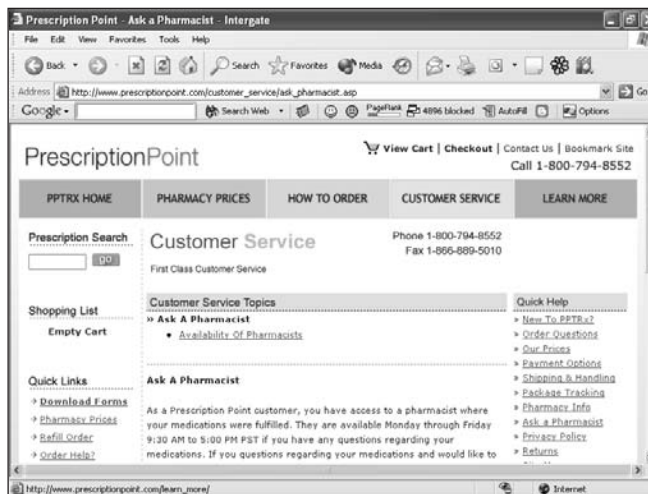 Prescription Point - Ask a Pharmacist - Intergate
File Edit View Favorites Tools Help
Back Search Favorites Media
Address http://www.prescriptionpoint.com/customer_service/ask_pharmacist.asp Go
Google Search Web PageRank 4896 blocked AutoFill Options
PrescriptionPoint
View Cart | Checkout | Contact Us | Bookmark Site
Call 1-800-794-8552
PPTRX HOME PHARMACY PRICES HOW TO ORDER CUSTOMER SERVICE LEARN MORE
Prescription Search
go
Customer Service
First Class Customer Service
Phone 1-800-794-8552
Fax 1-866-889-5010
Shopping List
Empty Cart
Customer Service Topics
» Ask A Pharmacist
• Availability Of Pharmacists
Quick Links
Download Forms
Pharmacy Prices
Refill Order
Order Help?
Ask A Pharmacist
As a Prescription Point customer, you have access to a pharmacist where
your medications were fulfilled. They are available Monday through Friday
9:30 AM to 5:00 PM PST if you have any questions regarding your
medications. If you questions regarding your medications and would like to
Quick Help
» New To PPTRx?
» Order Questions
» Our Prices
» Payment Options
» Shipping & Handling
» Package Tracking
» Pharmacy Info
» Ask a Pharmacist
» Privacy Policy
» Returns
http://www.prescriptionpoint.com/learn_more/ Internet